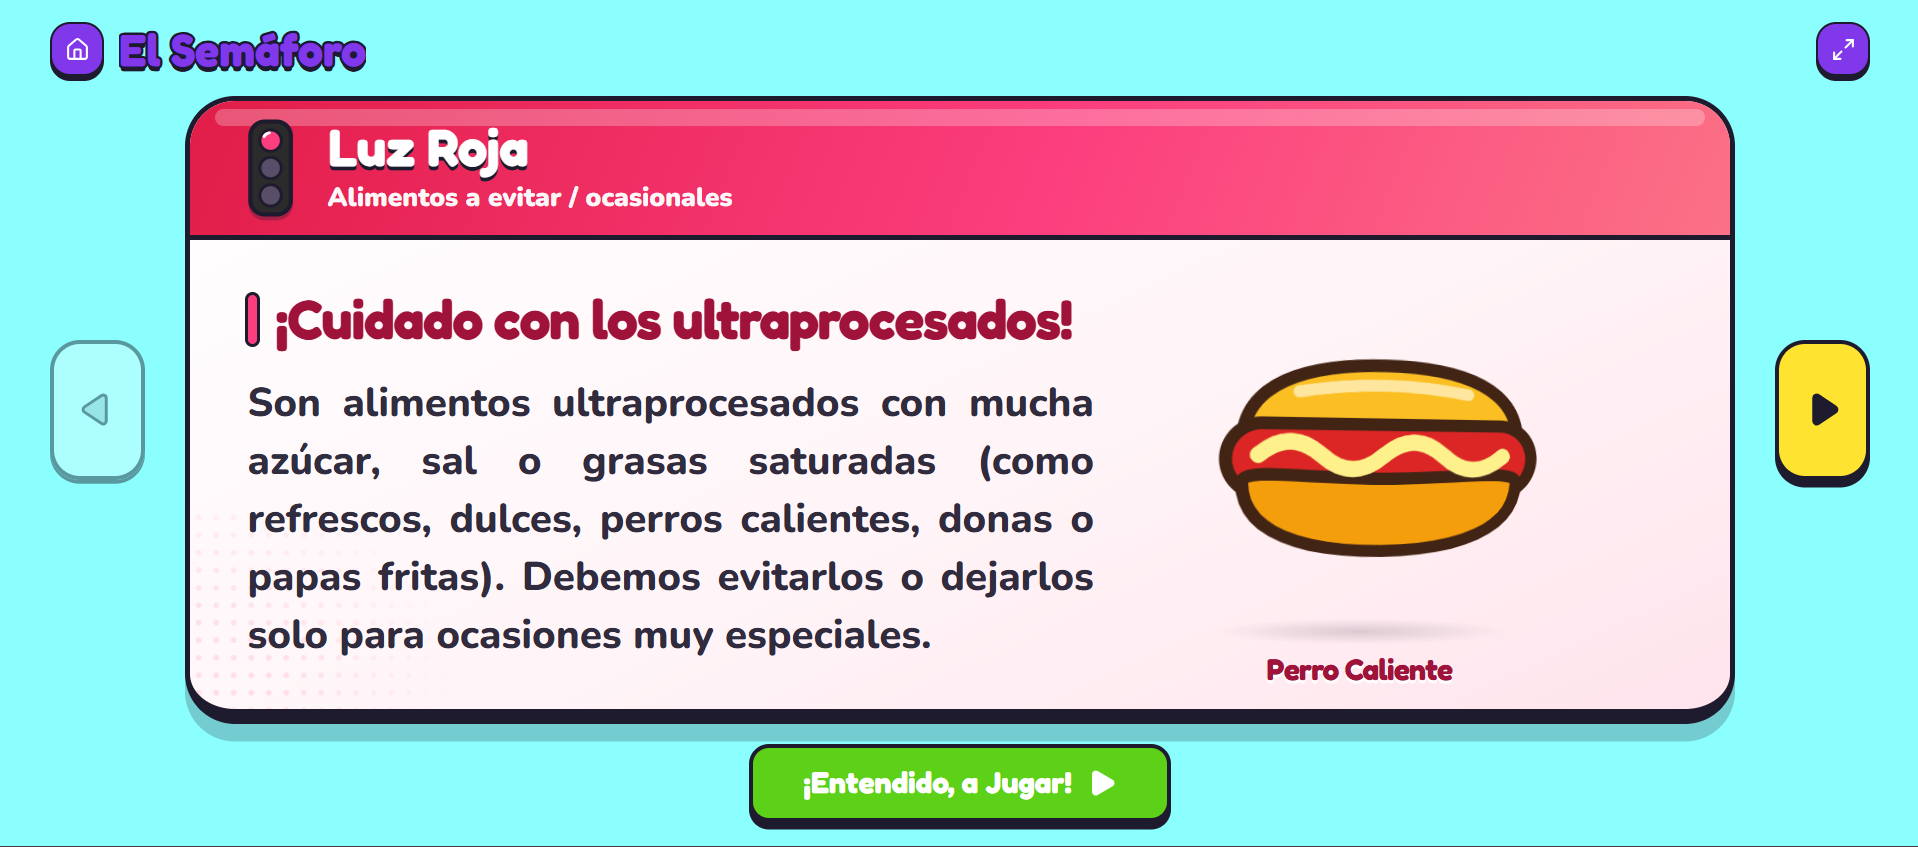 El Semáforo
Luz Roja
Alimentos a evitar / ocasionales
¡Cuidado con los ultraprocesados!
Son alimentos ultraprocesados con mucha
azúcar, sal o grasas saturadas (como
refrescos, dulces, perros calientes, donas o
papas fritas). Debemos evitarlos o dejarlos
solo para ocasiones muy especiales.
Perro Caliente
¡Entendido, a Jugar!